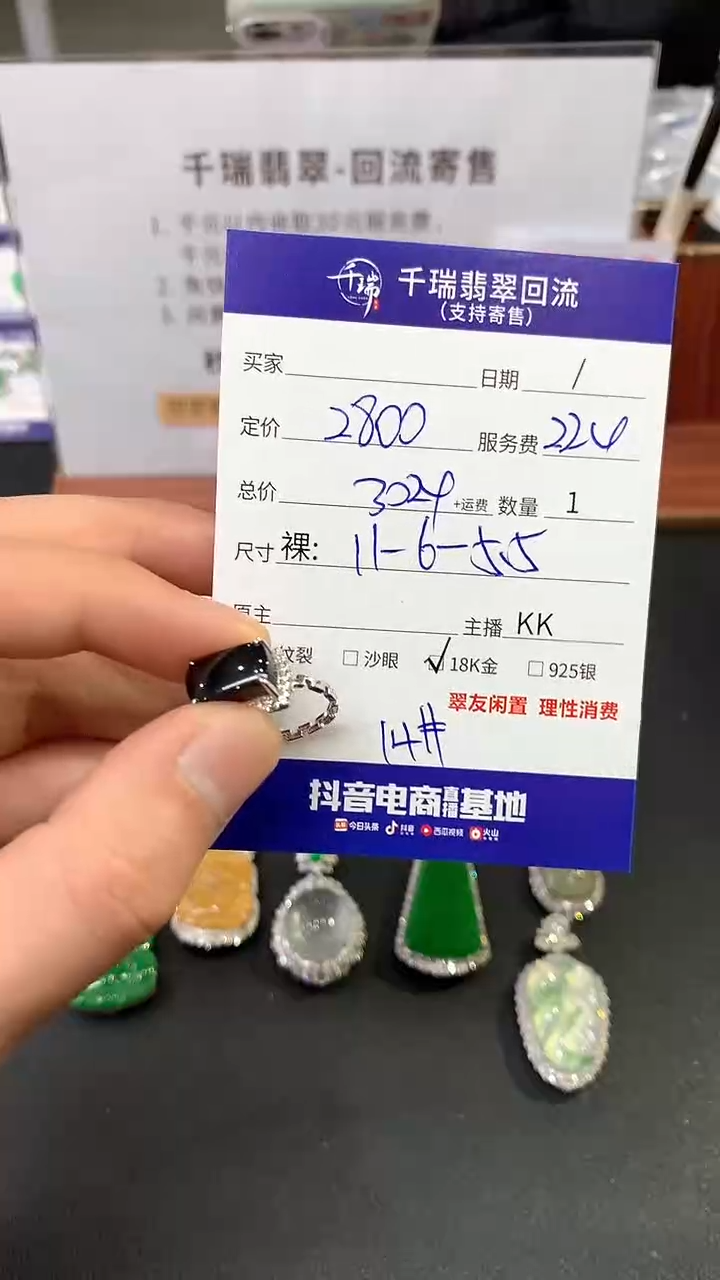 千瑞翡翠-回流寄售
千瑞
千瑞翡翠回流
(支持寄售)
买家 日期 /
定价 2800 服务费 224
总价 3024 +运费 数量 1
尺寸 裸: 11-6-5.5
原主 主播 KK
纹裂 沙眼 ✓ 18K金 925银
翠友闲置 理性消费
14#
抖音电商直播基地
头条 今日头条 抖音 西瓜视频 火山